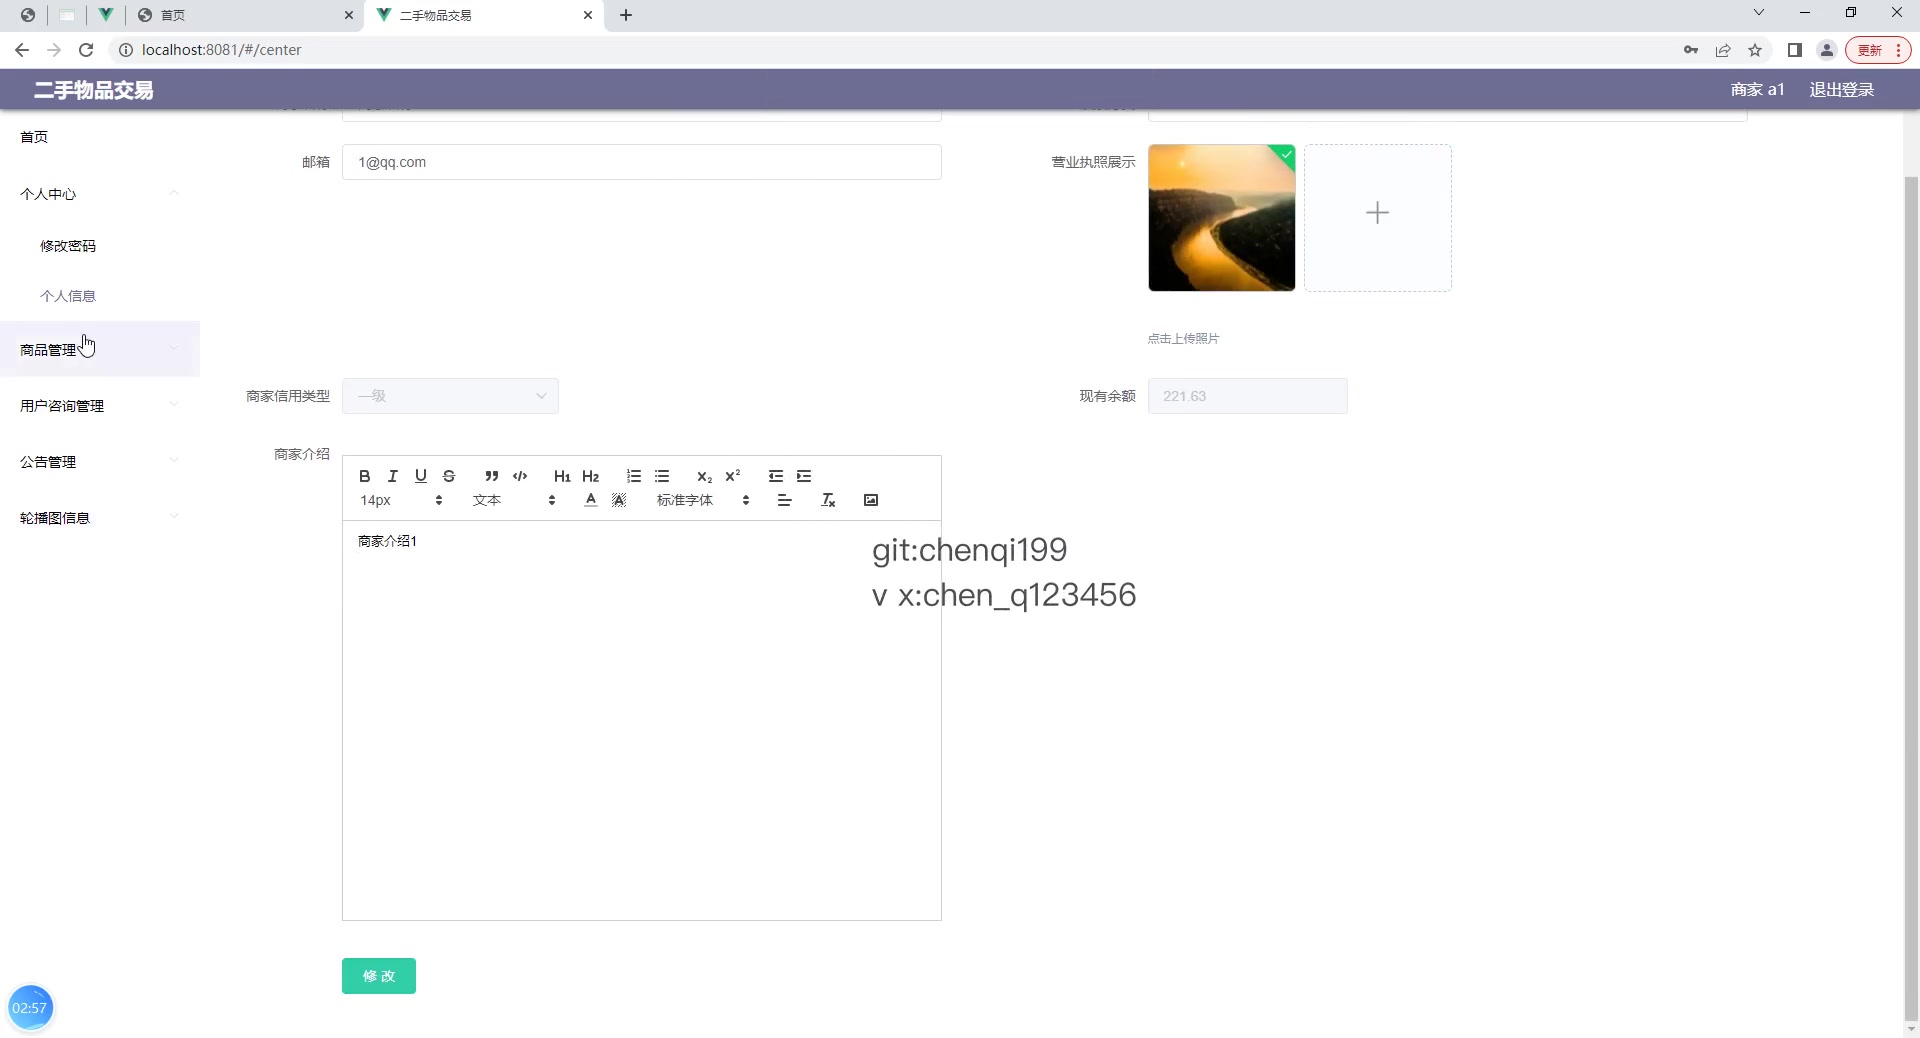 首页
二手物品交易
localhost:8081/#/center
更新
二手物品交易
商家 a1
退出登录
首页
个人中心
修改密码
个人信息
商品管理
用户咨询管理
公告管理
轮播图信息
邮箱
1@qq.com
营业执照展示
点击上传照片
商家信用类型
一级
现有余额
221.63
商家介绍
B I U S H1 H2 X2 X2
14px
文本
A A
标准字体
Tx
商家介绍1
git:chenqi199
v x:chen_q123456
修 改
02:57